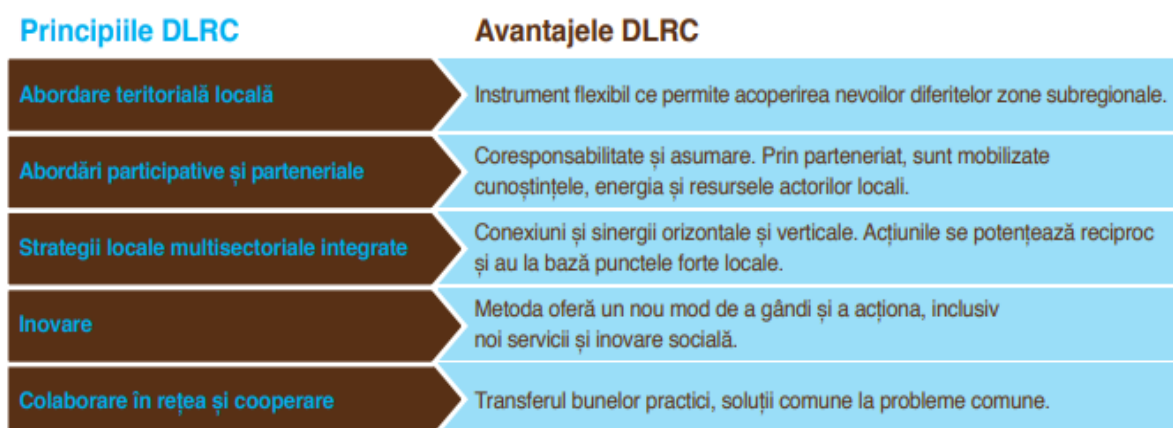 Principiile DLRC
Avantajele DLRC
Abordare teritorială locală
Instrument flexibil ce permite acoperirea nevoilor diferitelor zone subregionale.
Abordări participative și parteneriale
Coresponsabilitate și asumare. Prin parteneriat, sunt mobilizate
cunoștințele, energia și resursele actorilor locali.
Strategii locale multisectoriale integrate
Conexiuni și sinergii orizontale și verticale. Acțiunile se potențează reciproc
și au la bază punctele forte locale.
Inovare
Metoda oferă un nou mod de a gândi și a acționa, inclusiv
noi servicii și inovare socială.
Colaborare în rețea și cooperare
Transferul bunelor practici, soluții comune la probleme comune.